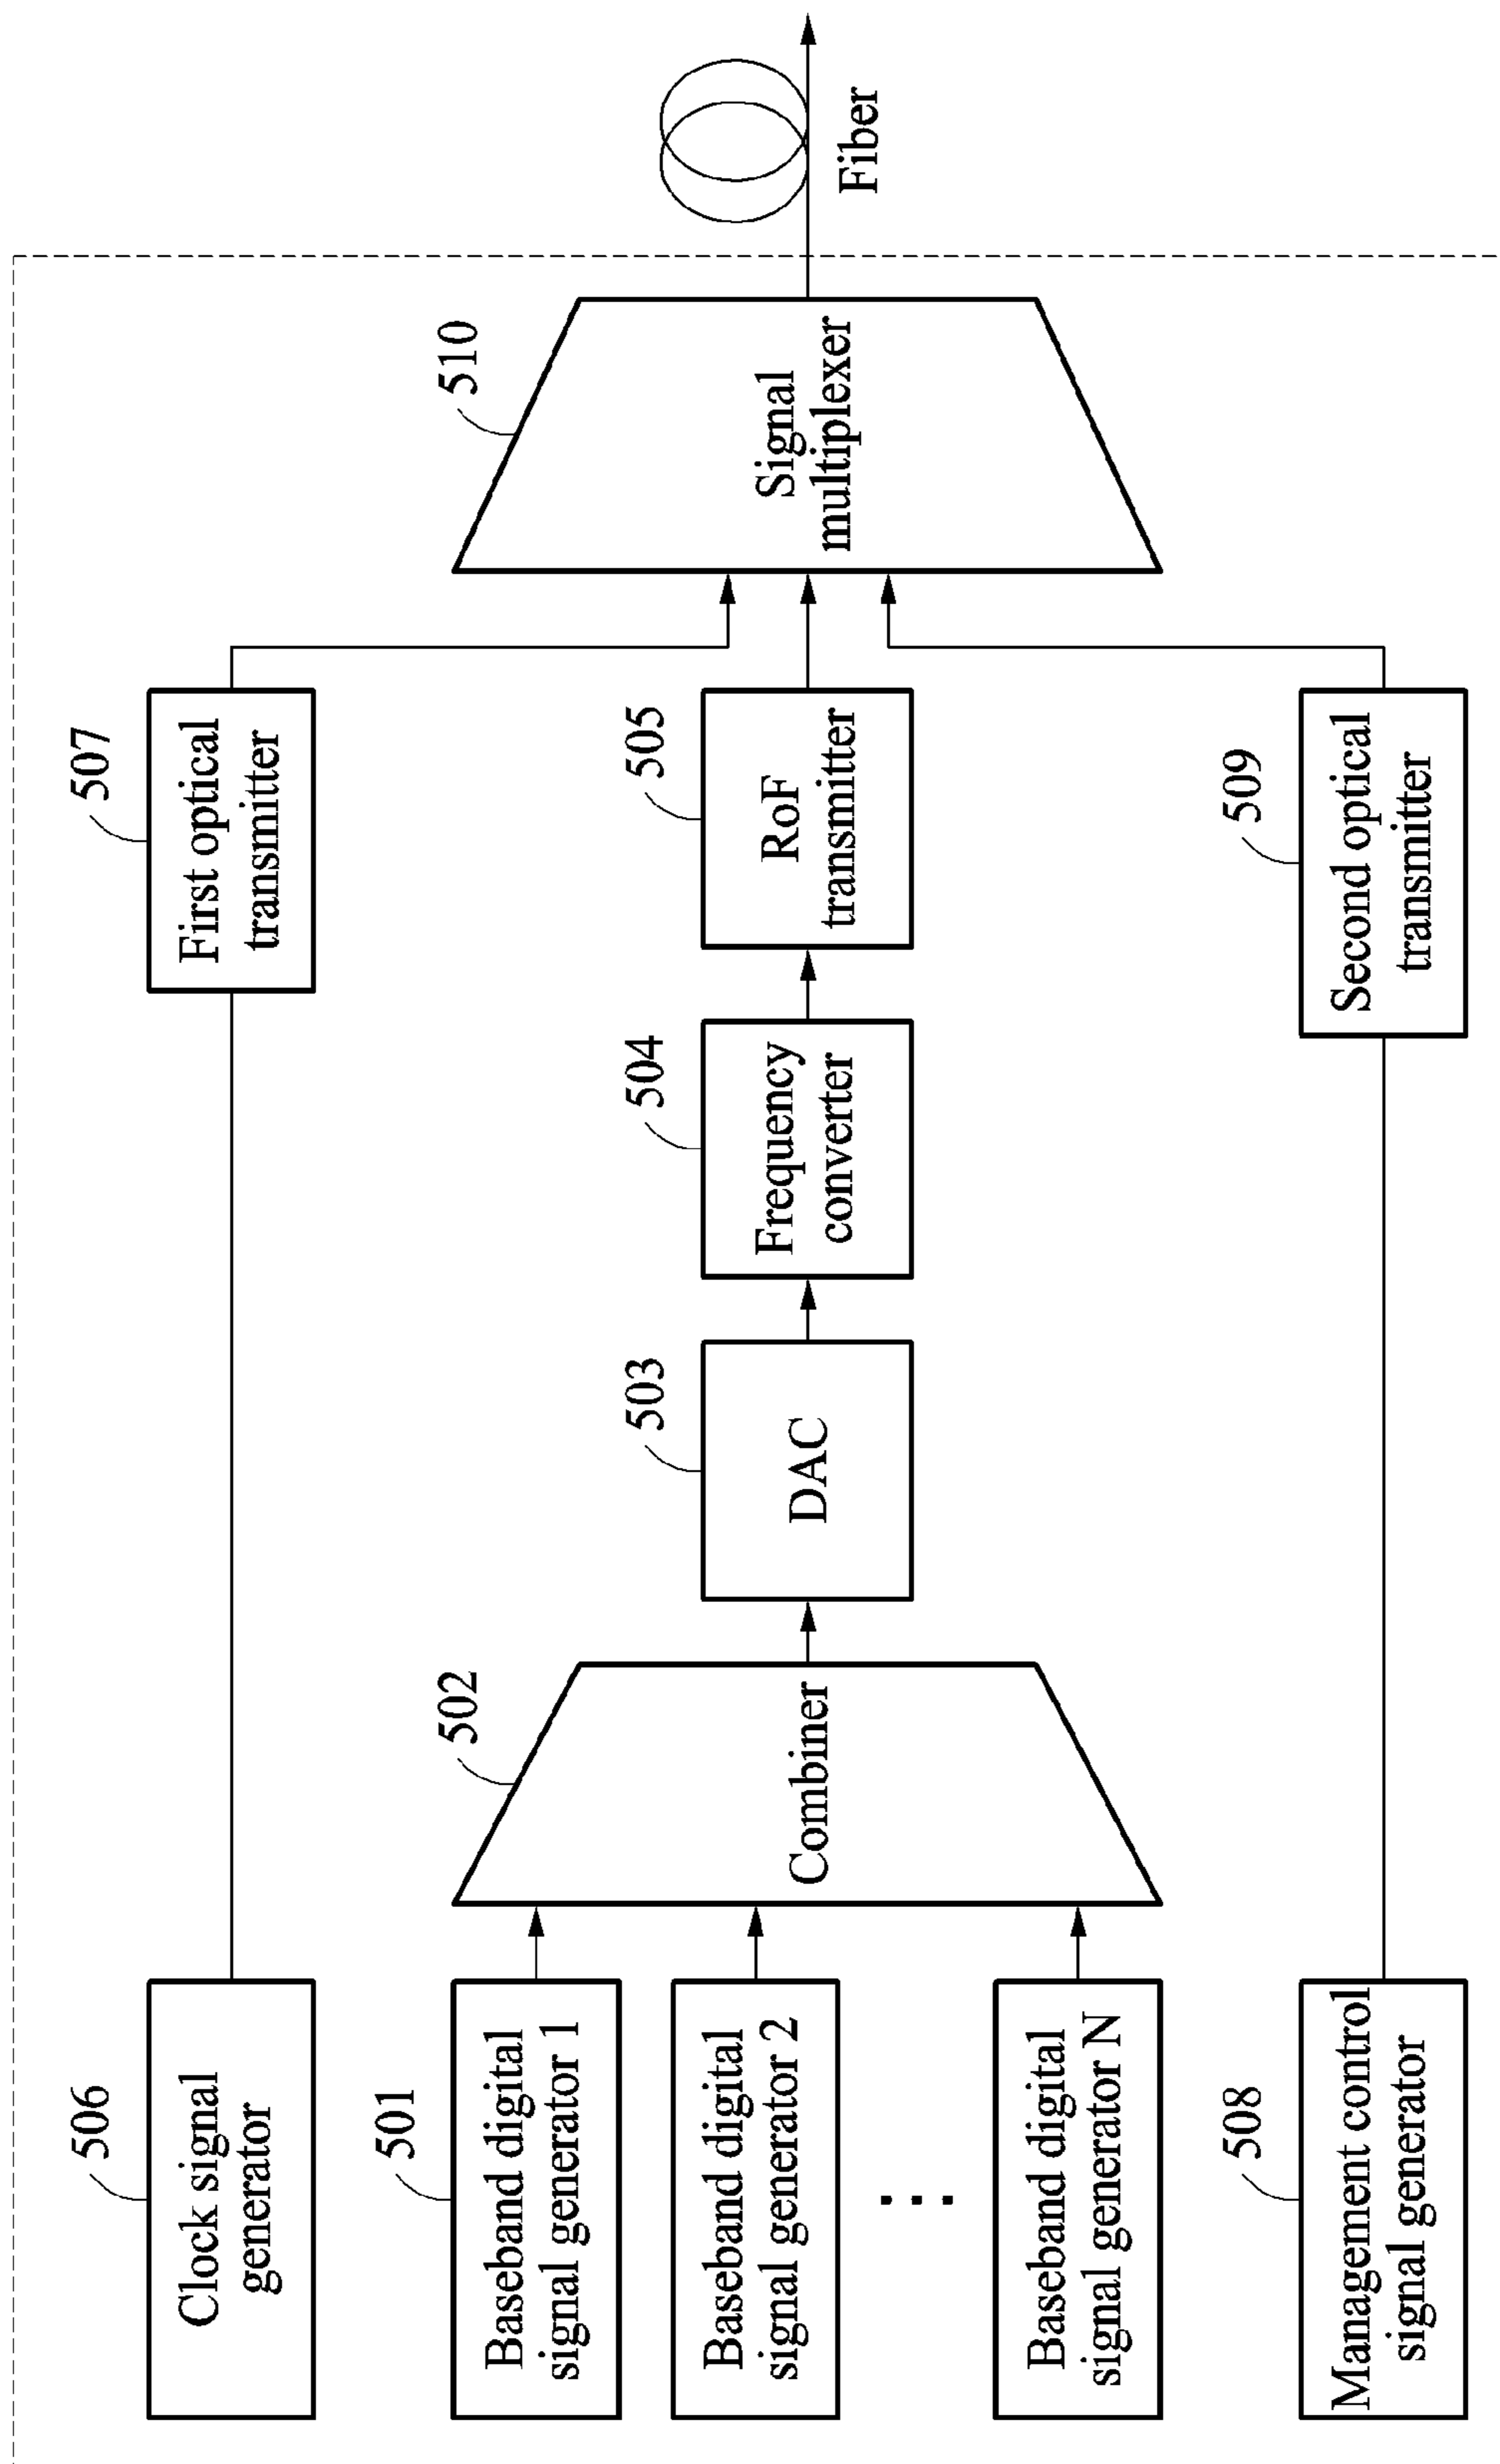 506
Clock signal
generator
507
First optical
transmitter
501
Baseband digital
signal generator 1
Baseband digital
signal generator 2
...
Baseband digital
signal generator N
502
Combiner
503
DAC
504
Frequency
converter
505
RoF
transmitter
510
Signal
multiplexer
Fiber
508
Management control
signal generator
509
Second optical
transmitter